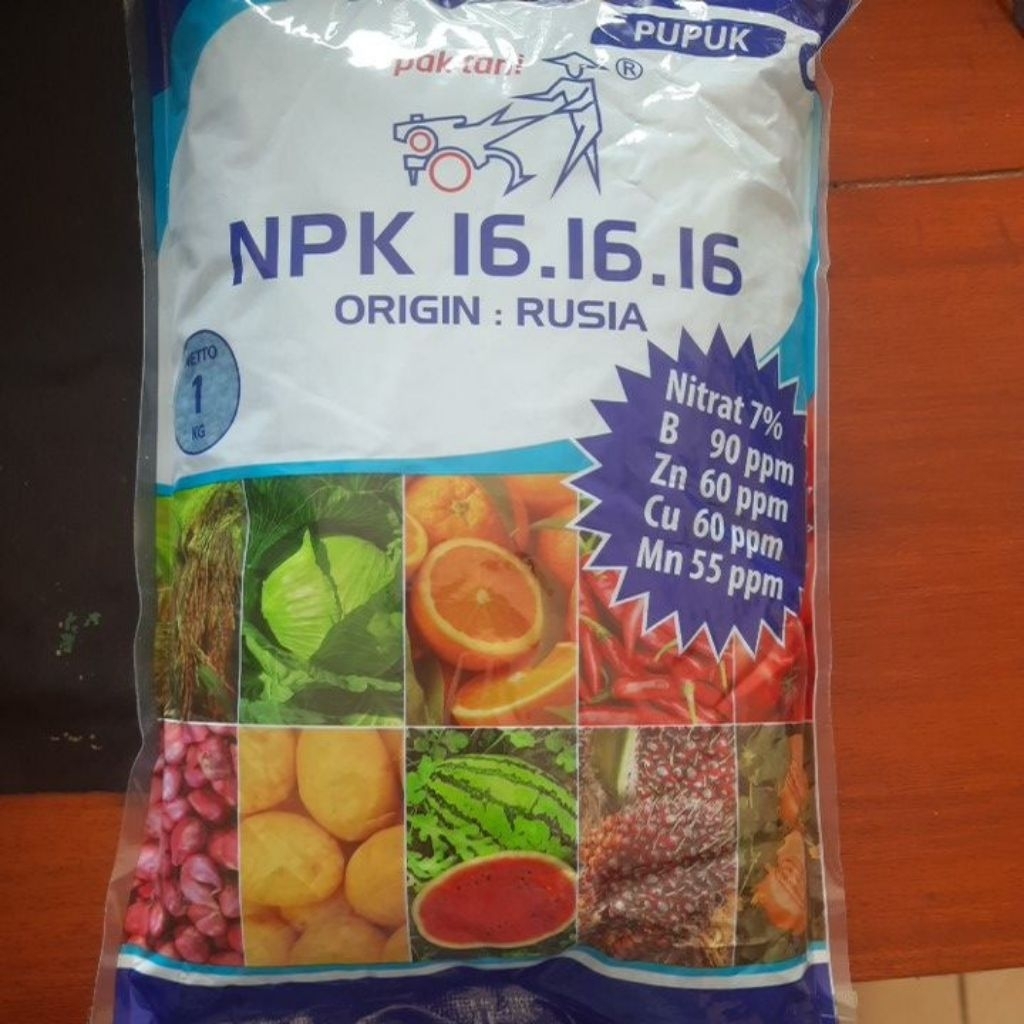 PUPUK
pak tani
®
NPK 16.16.16
ORIGIN : RUSIA
NETTO
1
KG
Nitrat 7%
B 90 ppm
Zn 60 ppm
Cu 60 ppm
Mn 55 ppm